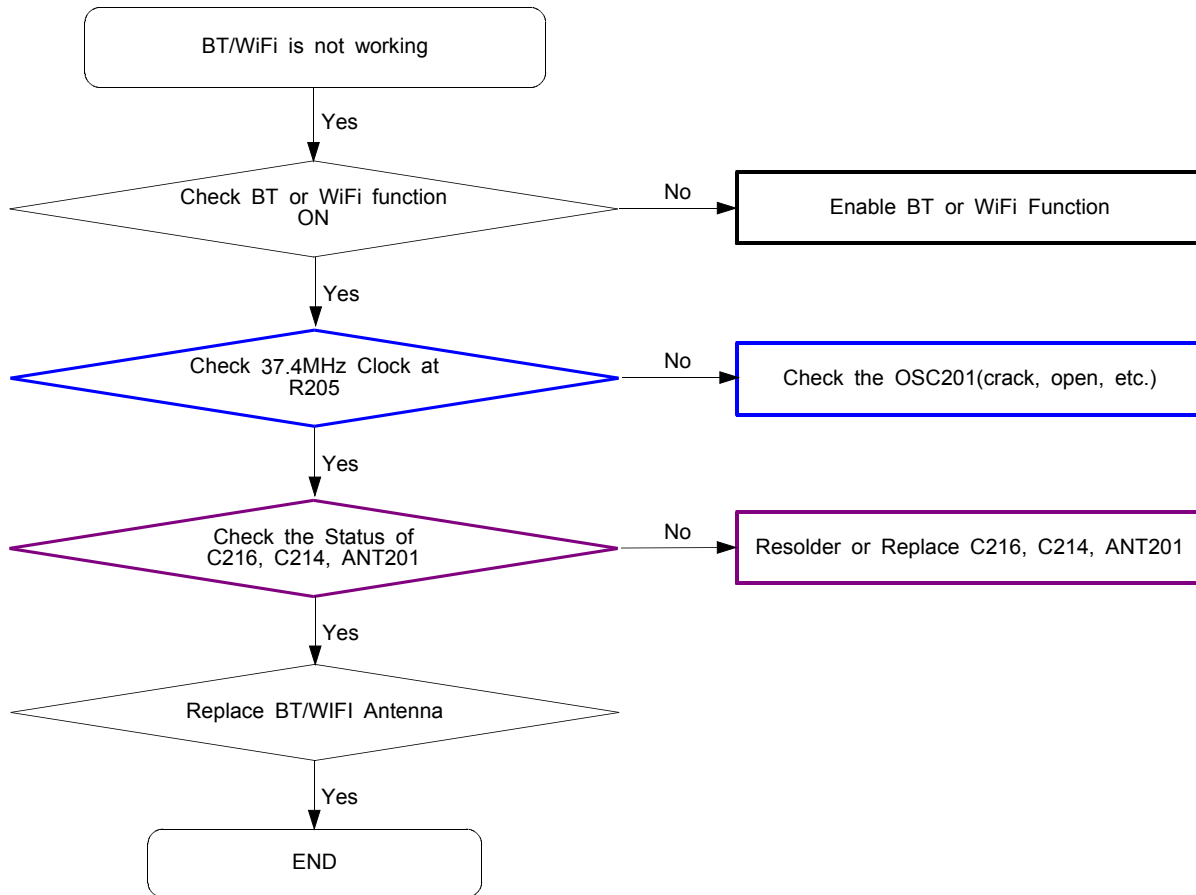 BT/WiFi is not working
Yes
Check BT or WiFi function
ON
No
Enable BT or WiFi Function
Yes
Check 37.4MHz Clock at
R205
No
Check the OSC201(crack, open, etc.)
Yes
Check the Status of
C216, C214, ANT201
No
Resolder or Replace C216, C214, ANT201
Yes
Replace BT/WIFI Antenna
Yes
END